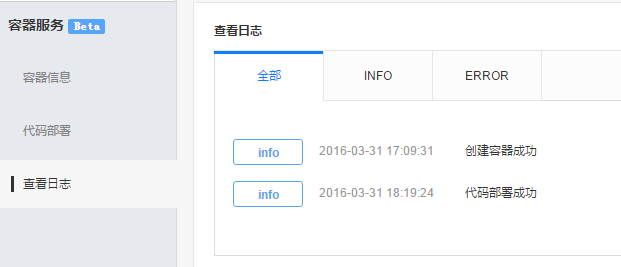 容器服务 Beta
容器信息
代码部署
查看日志
查看日志
全部 INFO ERROR
info 2016-03-31 17:09:31 创建容器成功
info 2016-03-31 18:19:24 代码部署成功